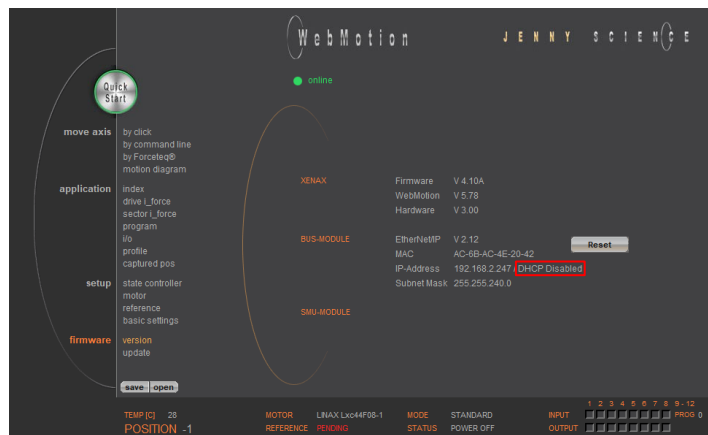 WebMotion
JENNY SCIENCE
online
Quick
Start
move axis
by click
by command line
by Forceteq®
motion diagram
application
index
drive i_force
sector i_force
program
i/o
profile
captured pos
setup
state controller
motor
reference
basic settings
firmware
version
update
save open
XENAX
Firmware V 4.10A
WebMotion V 5.78
Hardware V 3.00
BUS-MODULE
EtherNet/IP V 2.12
MAC AC-6B-AC-4E-20-42
IP-Address 192.168.2.247 / DHCP Disabled
Subnet Mask 255.255.240.0
Reset
SMU-MODULE
TEMP [C] 28
POSITION -1
MOTOR LINAX Lxc44F08-1
REFERENCE PENDING
MODE STANDARD
STATUS POWER OFF
1 2 3 4 5 6 7 8 9-12
INPUT PROG 0
OUTPUT